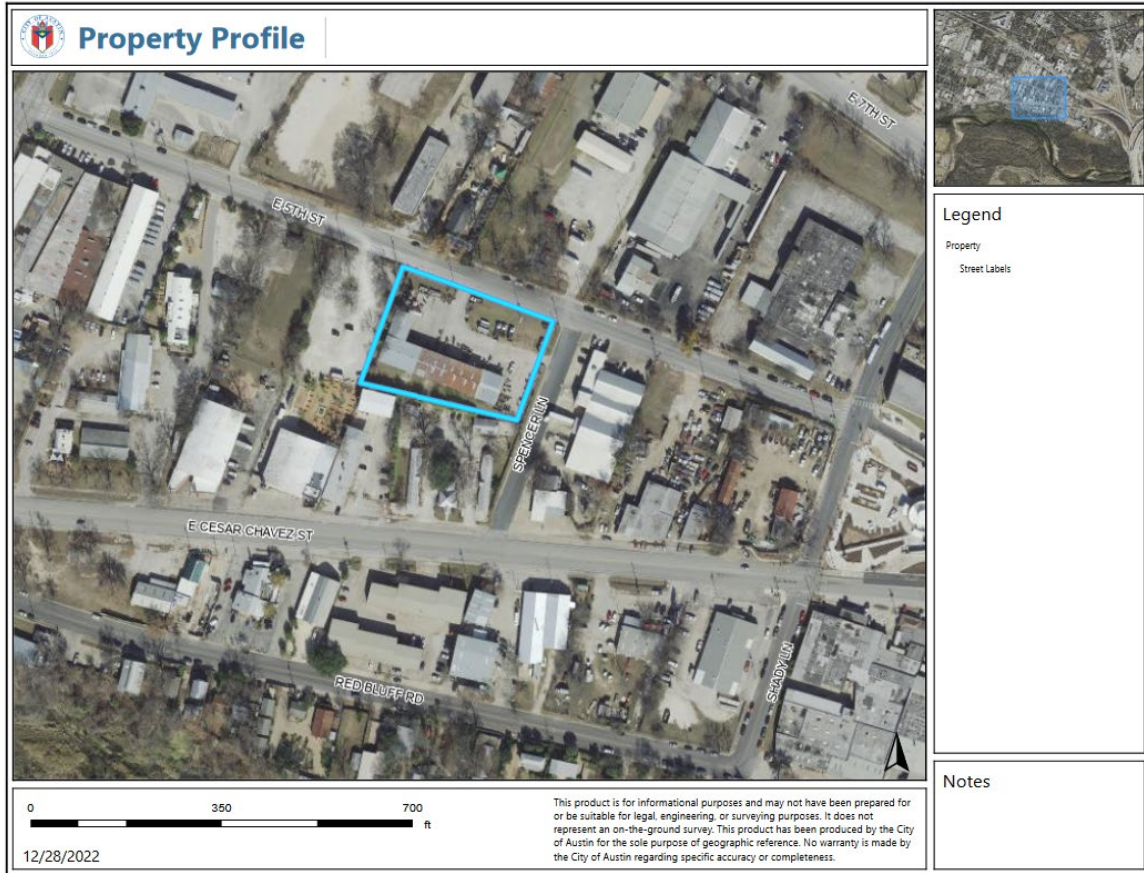 Property Profile
E 7TH ST
E 5TH ST
SPENCER LN
E CESAR CHAVEZ ST
SHADY LN
RED BLUFF RD
Legend
Property
Street Labels
Notes
0 350 700
ft
12/28/2022
This product is for informational purposes and may not have been prepared for
or be suitable for legal, engineering, or surveying purposes. It does not
represent an on-the-ground survey. This product has been produced by the City
of Austin for the sole purpose of geographic reference. No warranty is made by
the City of Austin regarding specific accuracy or completeness.